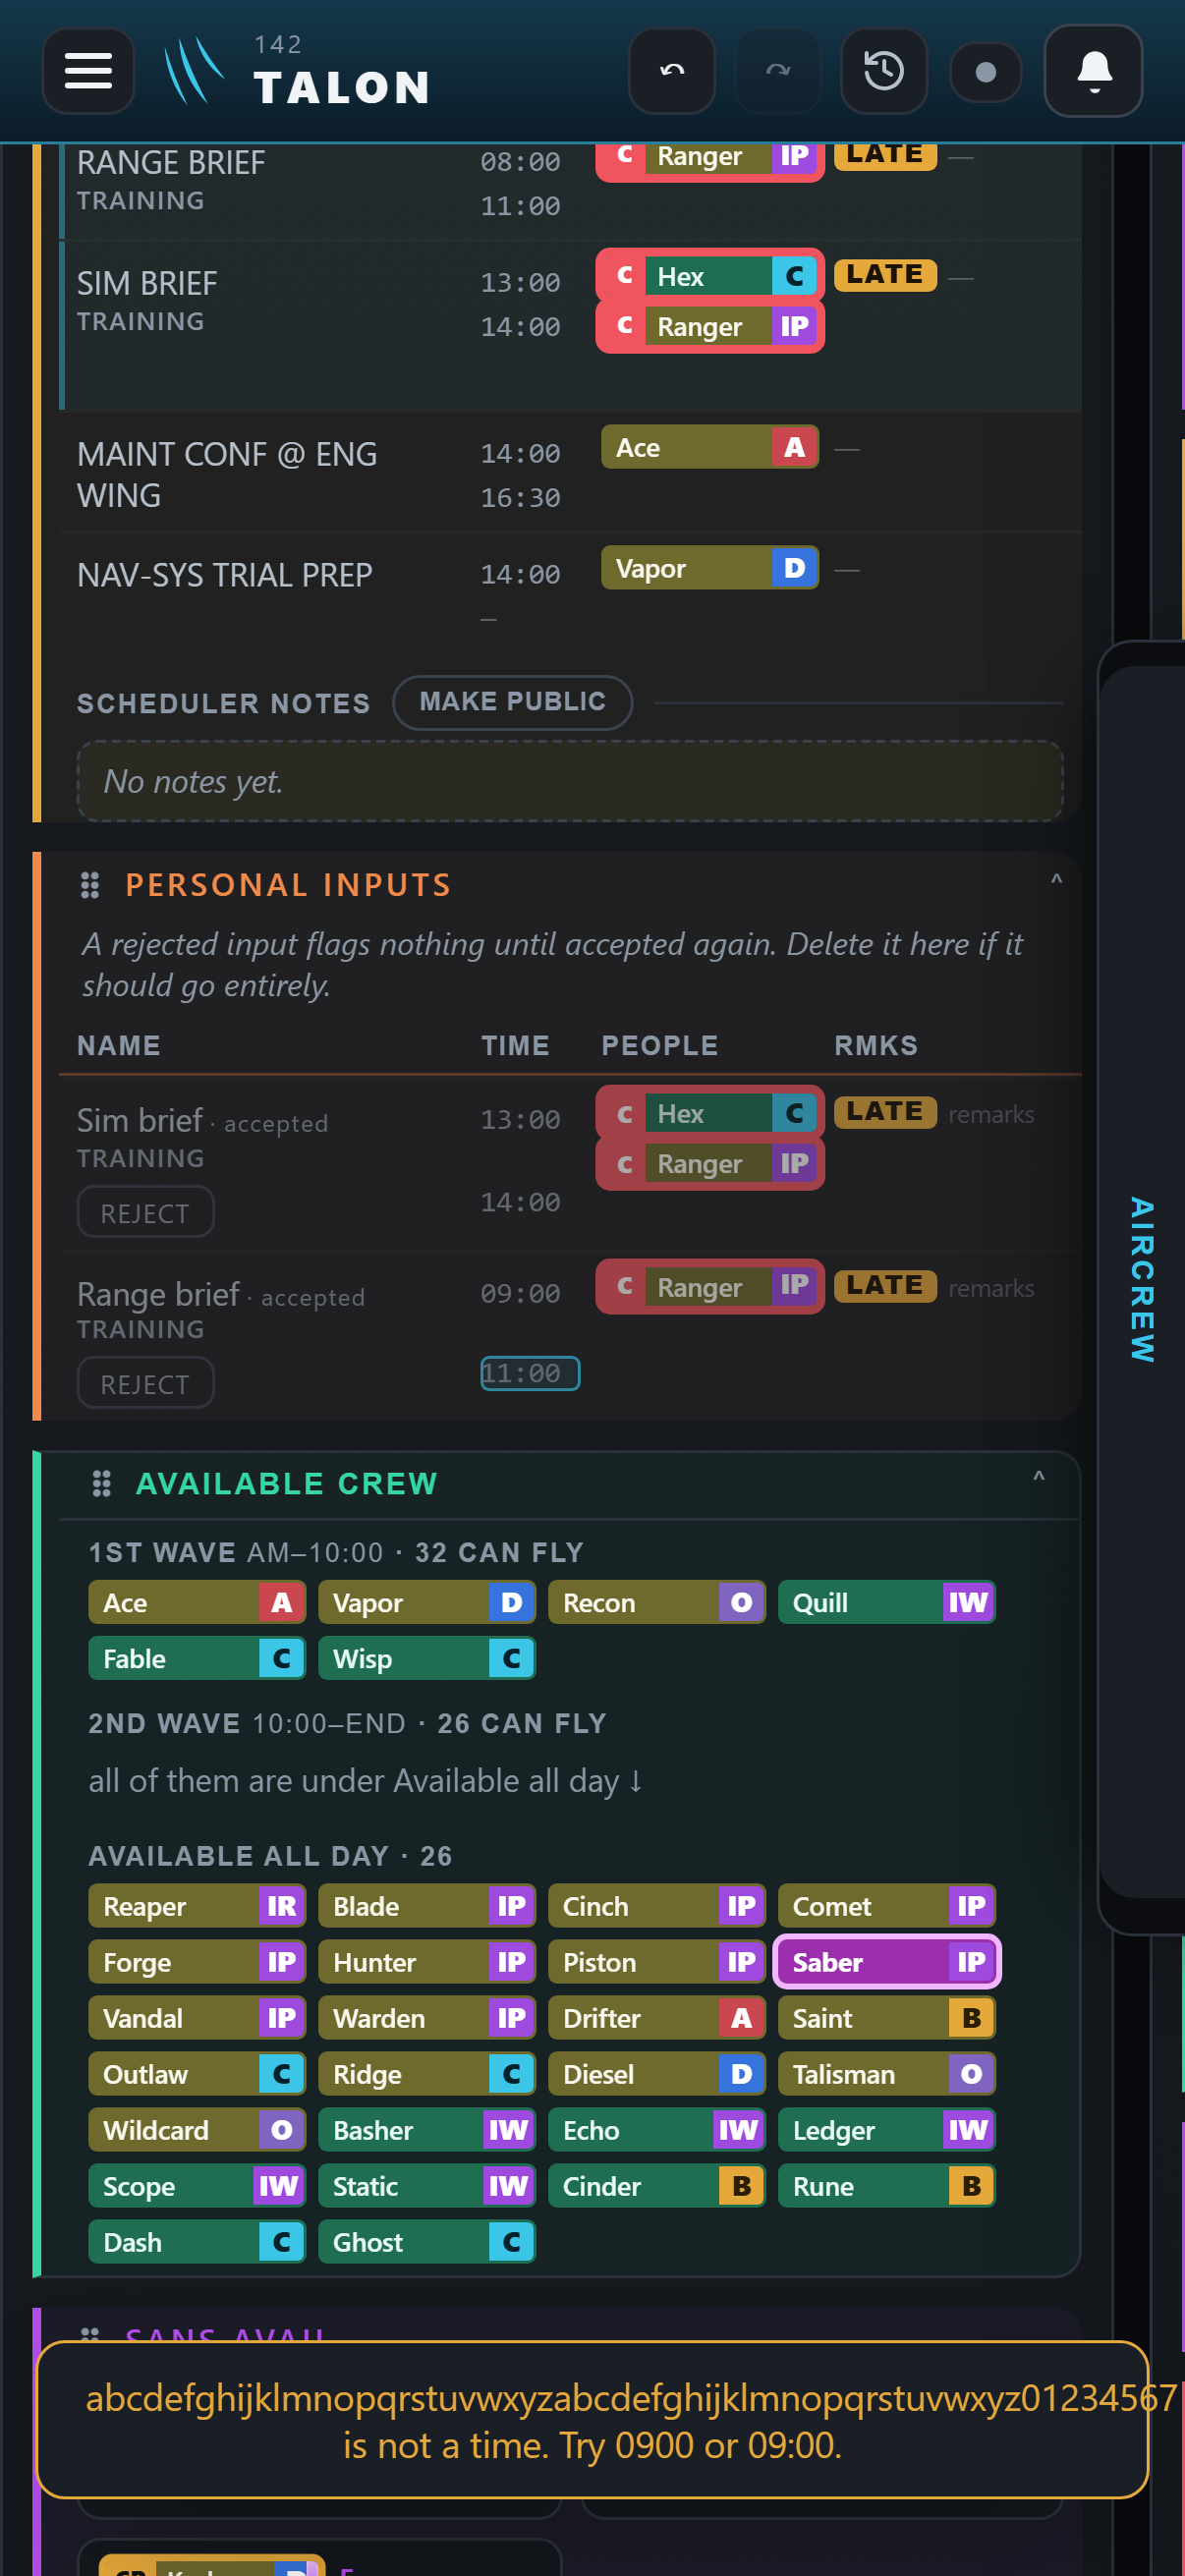 142
TALON
RANGE BRIEF 08:00 C Ranger IP LATE —
TRAINING 11:00
SIM BRIEF 13:00 C Hex C LATE —
TRAINING 14:00 C Ranger IP
MAINT CONF @ ENG 14:00 Ace A —
WING 16:30
NAV-SYS TRIAL PREP 14:00 Vapor D —
—
SCHEDULER NOTES MAKE PUBLIC
No notes yet.
PERSONAL INPUTS ^
A rejected input flags nothing until accepted again. Delete it here if it
should go entirely.
NAME TIME PEOPLE RMKS
Sim brief · accepted 13:00 C Hex C LATE remarks
TRAINING C Ranger IP
REJECT 14:00
Range brief · accepted 09:00 C Ranger IP LATE remarks
TRAINING
REJECT 11:00
AIRCREW
AVAILABLE CREW ^
1ST WAVE AM–10:00 · 32 CAN FLY
Ace A Vapor D Recon O Quill IW
Fable C Wisp C
2ND WAVE 10:00–END · 26 CAN FLY
all of them are under Available all day ↓
AVAILABLE ALL DAY · 26
Reaper IR Blade IP Cinch IP Comet IP
Forge IP Hunter IP Piston IP Saber IP
Vandal IP Warden IP Drifter A Saint B
Outlaw C Ridge C Diesel D Talisman O
Wildcard O Basher IW Echo IW Ledger IW
Scope IW Static IW Cinder B Rune B
Dash C Ghost C
SANS
abcdefghijklmnopqrstuvwxyzabcdefghijklmnopqrstuvwxyz01234567
is not a time. Try 0900 or 09:00.